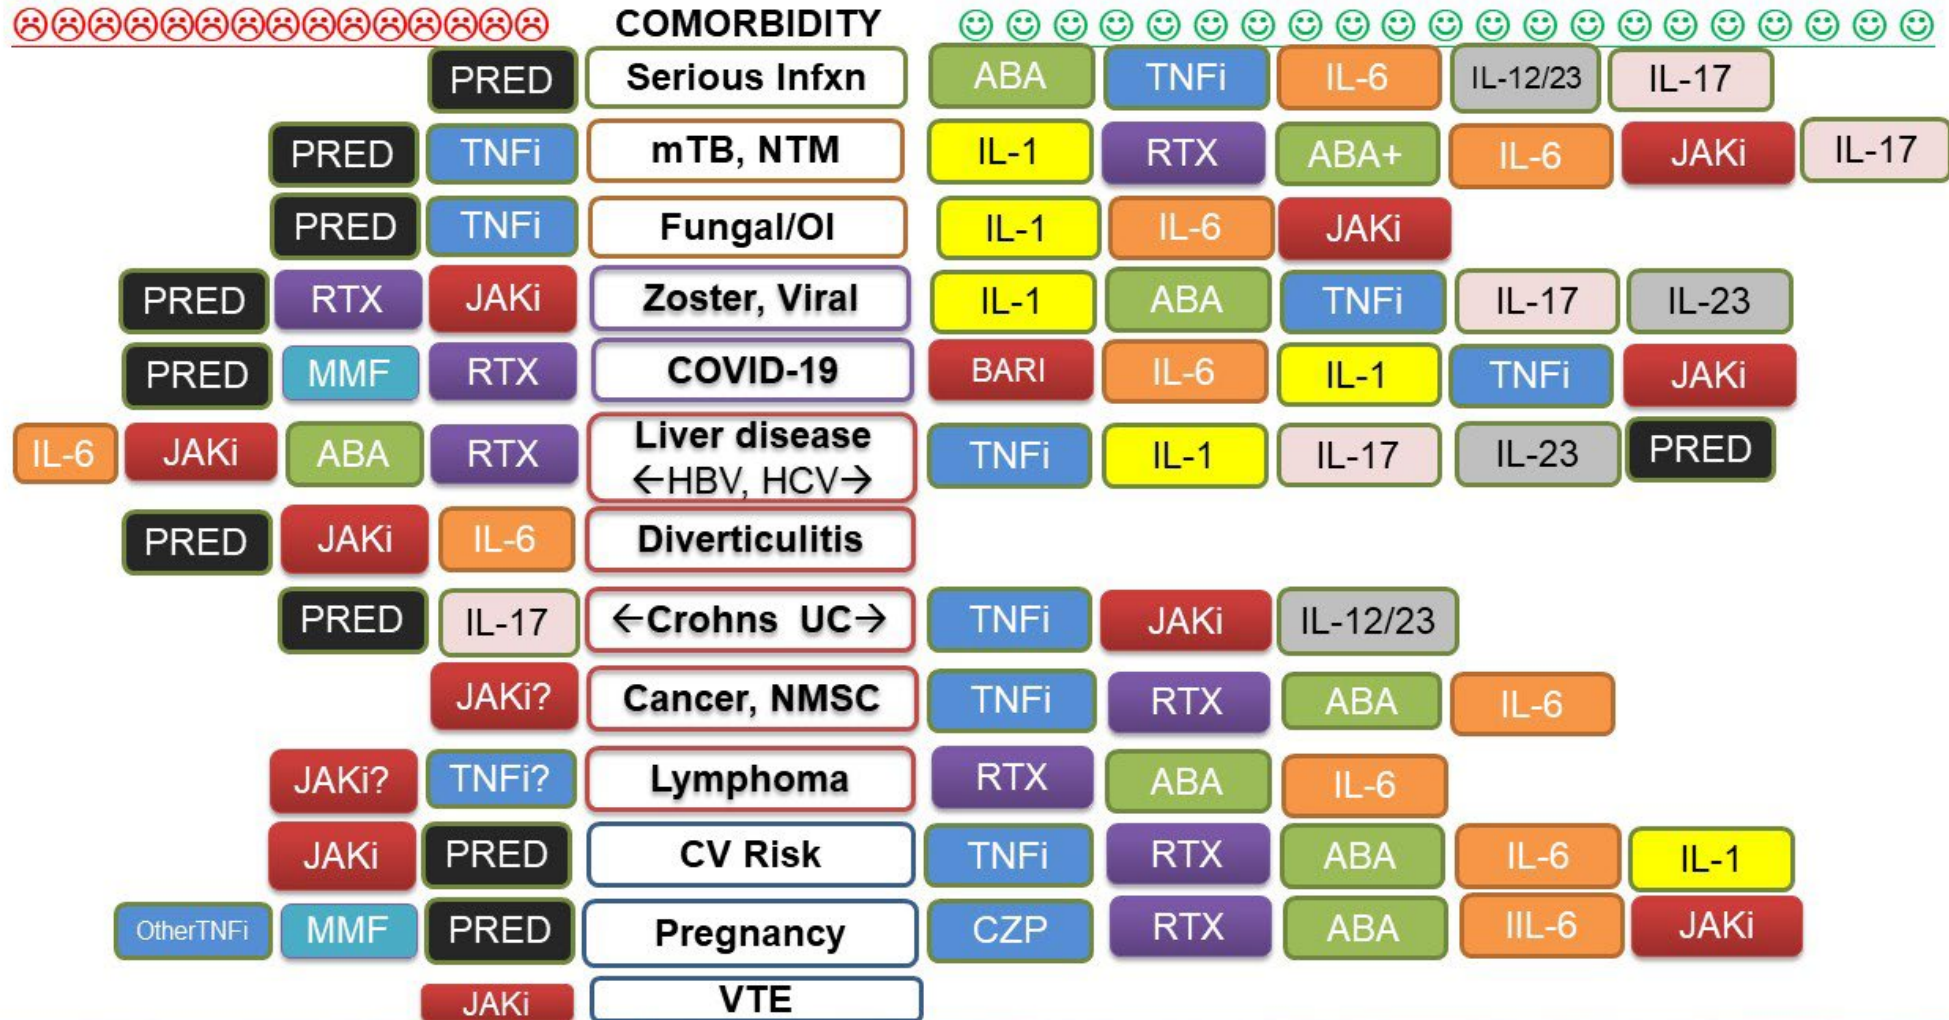 COMORBIDITY
PRED Serious Infxn ABA TNFi IL-6 IL-12/23 IL-17
PRED TNFi mTB, NTM IL-1 RTX ABA+ IL-6 JAKi IL-17
PRED TNFi Fungal/OI IL-1 IL-6 JAKi
PRED RTX JAKi Zoster, Viral IL-1 ABA TNFi IL-17 IL-23
PRED MMF RTX COVID-19 BARI IL-6 IL-1 TNFi JAKi
IL-6 JAKi ABA RTX Liver disease TNFi IL-1 IL-17 IL-23 PRED
←HBV, HCV→
PRED JAKi IL-6 Diverticulitis
PRED IL-17 ←Crohns UC→ TNFi JAKi IL-12/23
JAKi? Cancer, NMSC TNFi RTX ABA IL-6
JAKi? TNFi? Lymphoma RTX ABA IL-6
JAKi PRED CV Risk TNFi RTX ABA IL-6 IL-1
OtherTNFi MMF PRED Pregnancy CZP RTX ABA IIL-6 JAKi
JAKi VTE